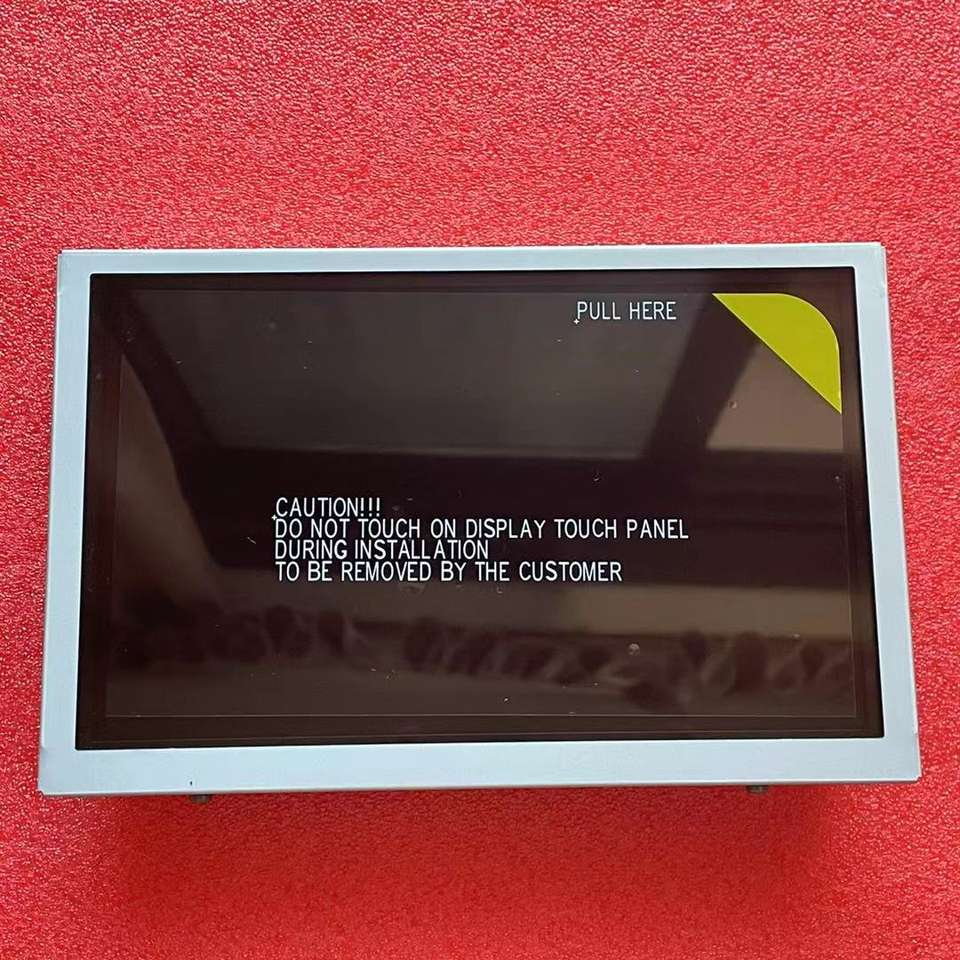 PULL HERE
CAUTION!!!
DO NOT TOUCH ON DISPLAY TOUCH PANEL
DURING INSTALLATION
TO BE REMOVED BY THE CUSTOMER